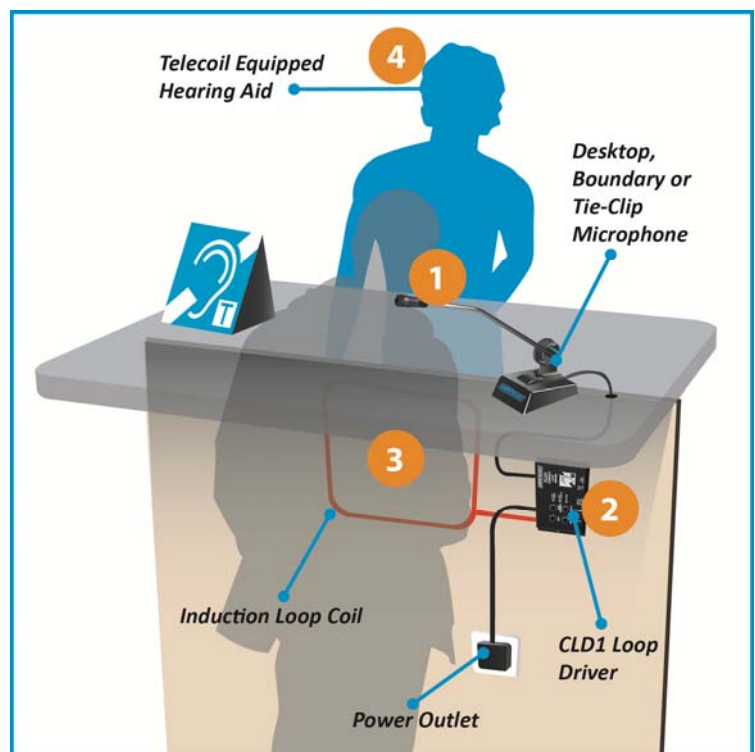 Telecoil Equipped
Hearing Aid
4
Desktop,
Boundary or
Tie-Clip
Microphone
1
T
3
2
Induction Loop Coil
CLD1 Loop
Driver
Power Outlet